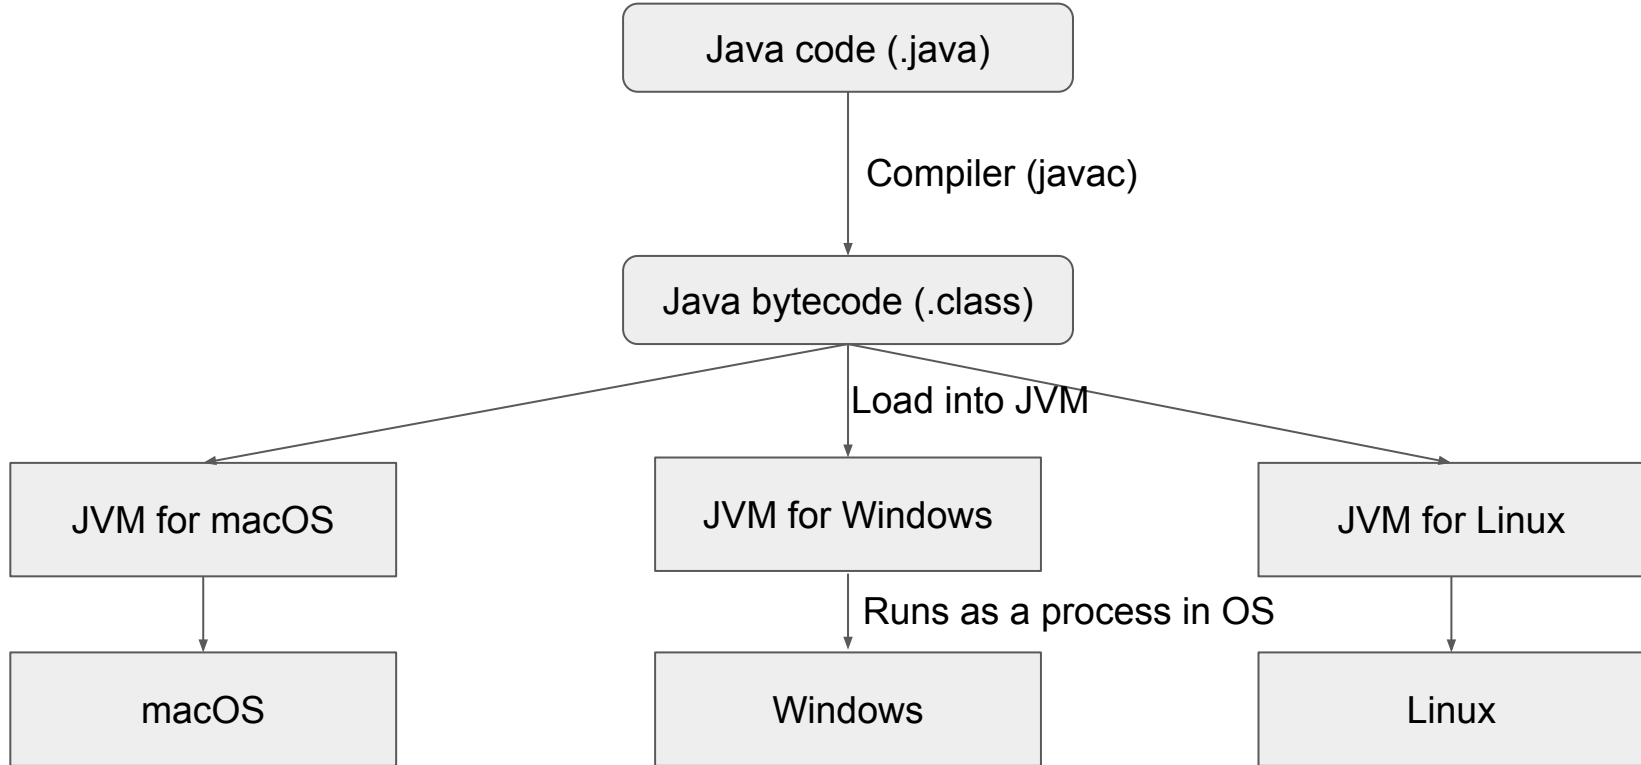 Java code (.java)
Compiler (javac)
Java bytecode (.class)
Load into JVM
JVM for macOS
JVM for Windows
JVM for Linux
Runs as a process in OS
macOS
Windows
Linux